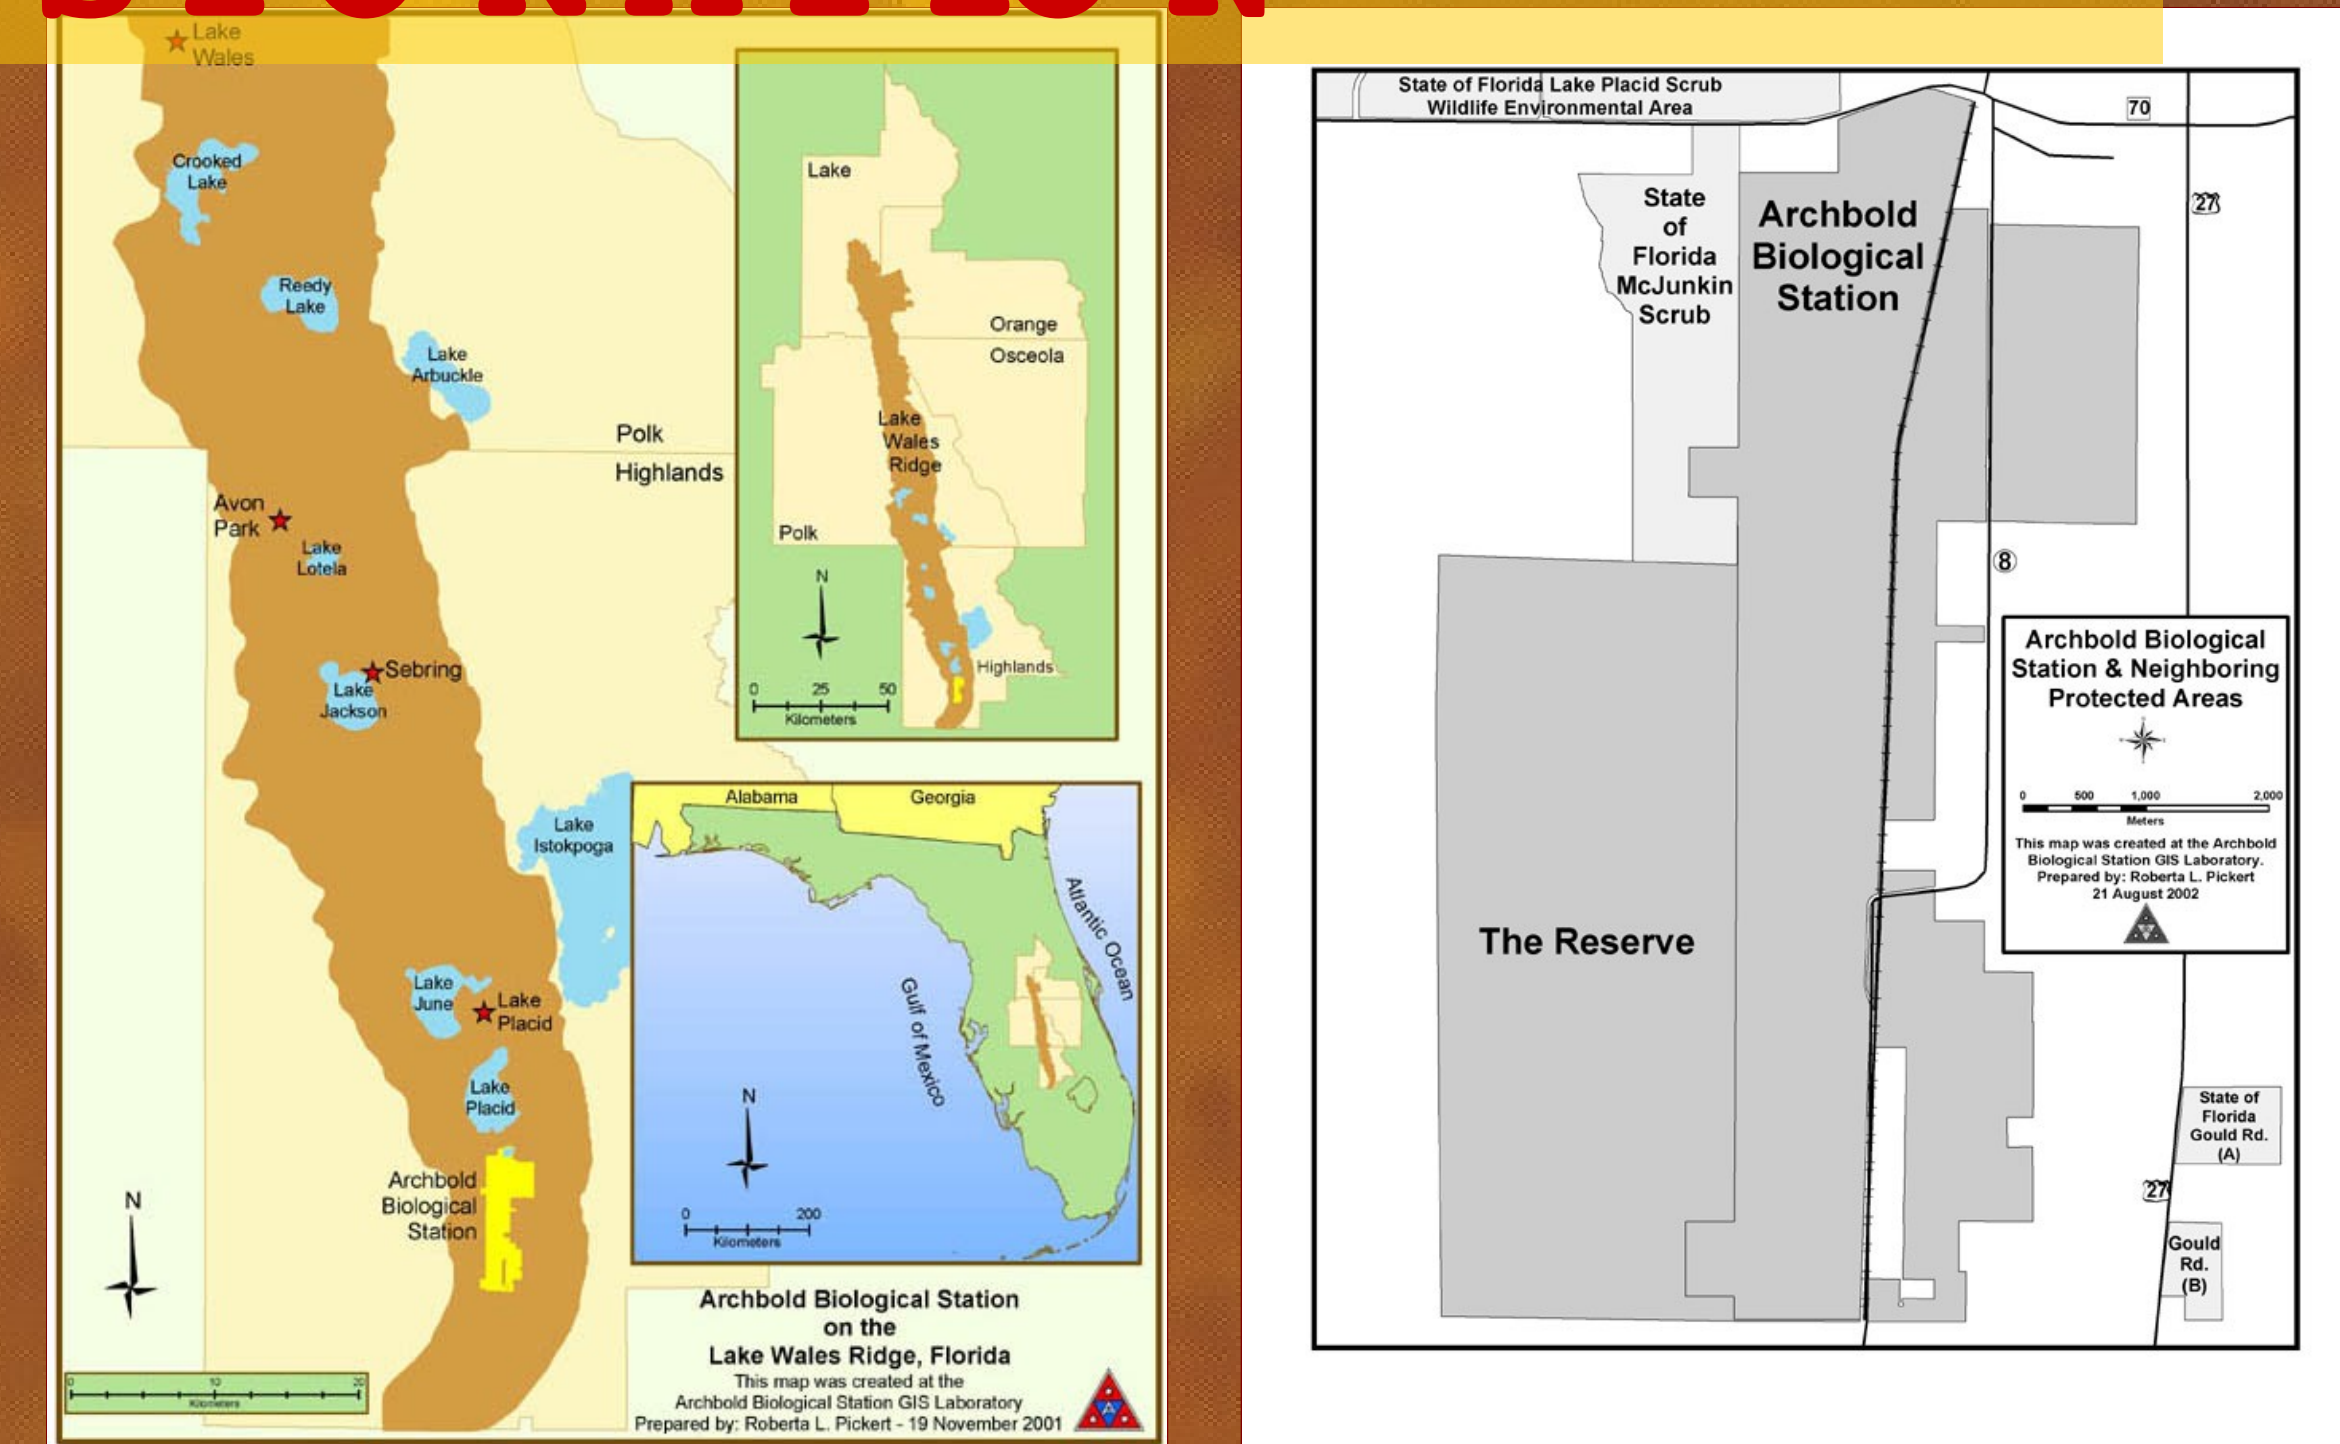 Lake
Wales
Crooked
Lake
Reedy
Lake
Lake
Arbuckle
Polk
Highlands
Avon
Park
Lake
Lotela
Sebring
Lake
Jackson
Lake
Istokpoga
Lake
June
Lake
Placid
Lake
Placid
Archbold
Biological
Station
N
0 10 20
Kilometers
Lake
Orange
Osceola
Lake
Wales
Ridge
Polk
N
Highlands
0 25 50
Kilometers
Alabama
Georgia
Atlantic Ocean
Gulf of Mexico
N
0 200
Kilometers
Archbold Biological Station
on the
Lake Wales Ridge, Florida
This map was created at the
Archbold Biological Station GIS Laboratory
Prepared by: Roberta L. Pickert - 19 November 2001
State of Florida Lake Placid Scrub
Wildlife Environmental Area
70
27
State
of
Florida
McJunkin
Scrub
Archbold
Biological
Station
8
The Reserve
Archbold Biological
Station & Neighboring
Protected Areas
0 500 1,000 2,000
Meters
This map was created at the Archbold
Biological Station GIS Laboratory.
Prepared by: Roberta L. Pickert
21 August 2002
State of
Florida
Gould Rd.
(A)
27
Gould
Rd.
(B)